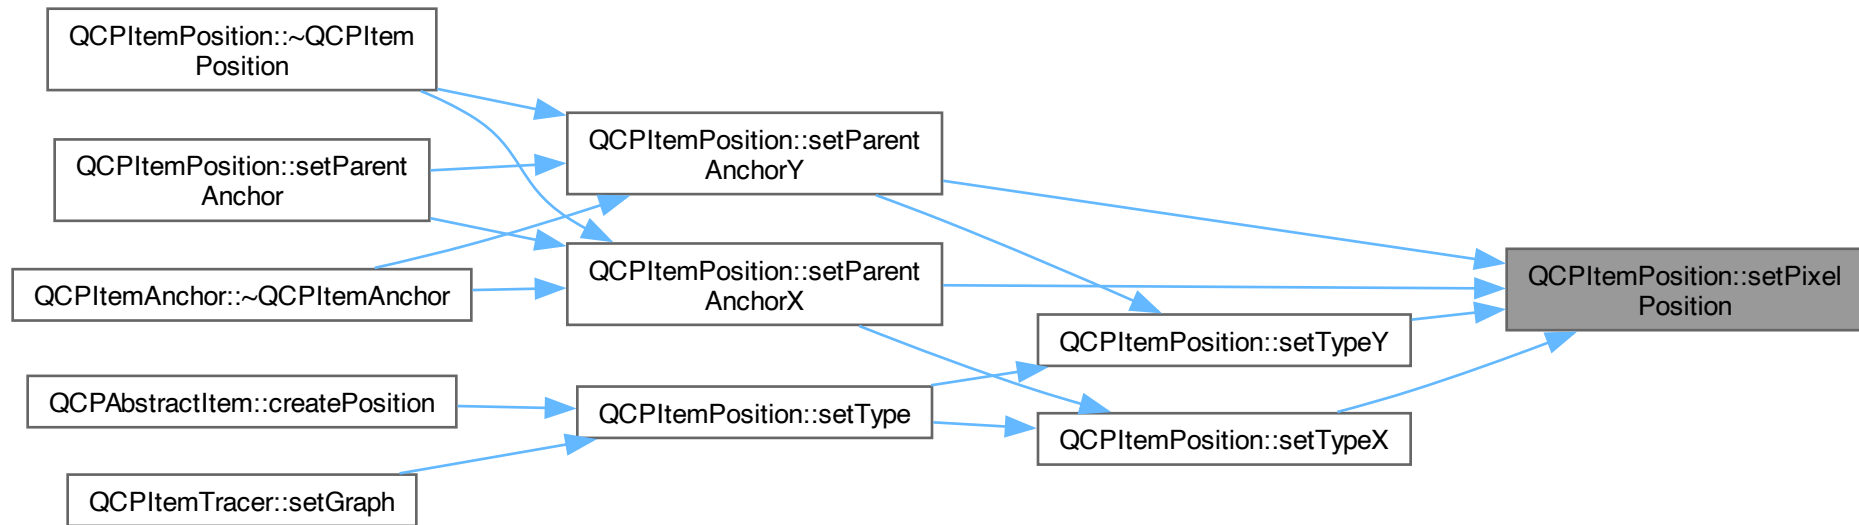 QCPItemPosition::~QCPItem
Position
QCPItemPosition::setParent
Anchor
QCPItemAnchor::~QCPItemAnchor
QCPAbstractItem::createPosition
QCPItemTracer::setGraph
QCPItemPosition::setParent
AnchorY
QCPItemPosition::setParent
AnchorX
QCPItemPosition::setType
QCPItemPosition::setTypeY
QCPItemPosition::setTypeX
QCPItemPosition::setPixel
Position